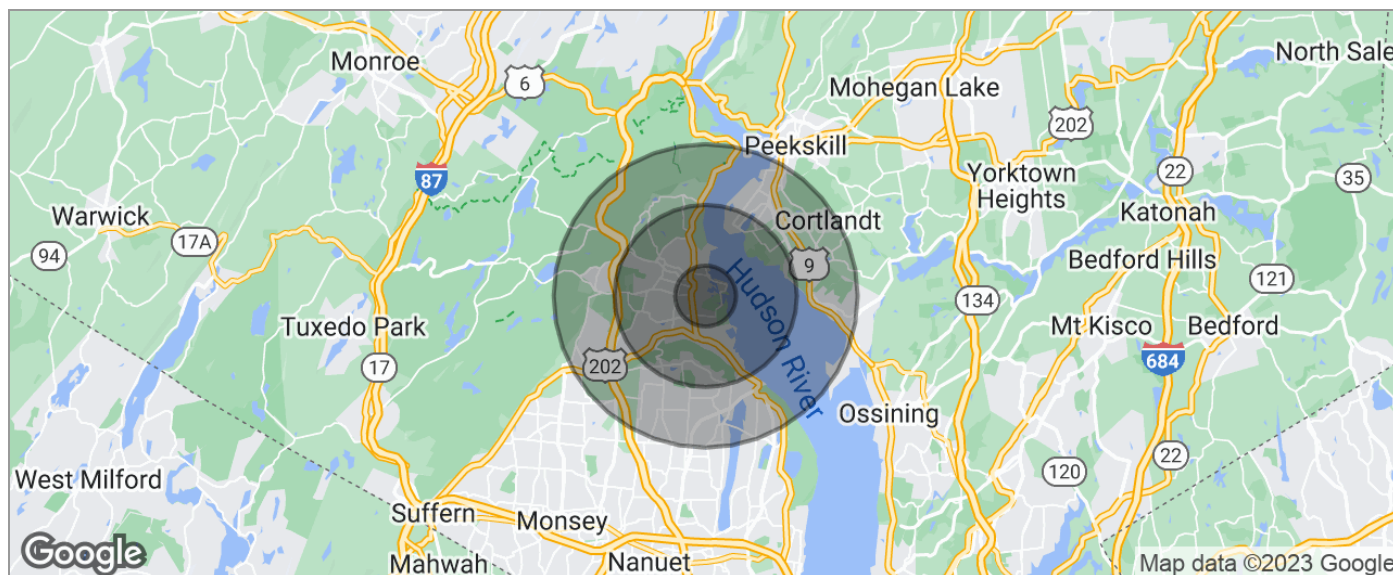 North Sale
Monroe
6
Mohegan Lake
202
Peekskill
87
22
35
Yorktown
Heights
Warwick
17A
Katonah
Cortlandt
94
9
Bedford Hills
121
Hudson River
134
Tuxedo Park
Mt Kisco
Bedford
17
202
684
Ossining
22
120
West Milford
Suffern
Monsey
Google
Mahwah
Nanuet
Map data ©2023 Google